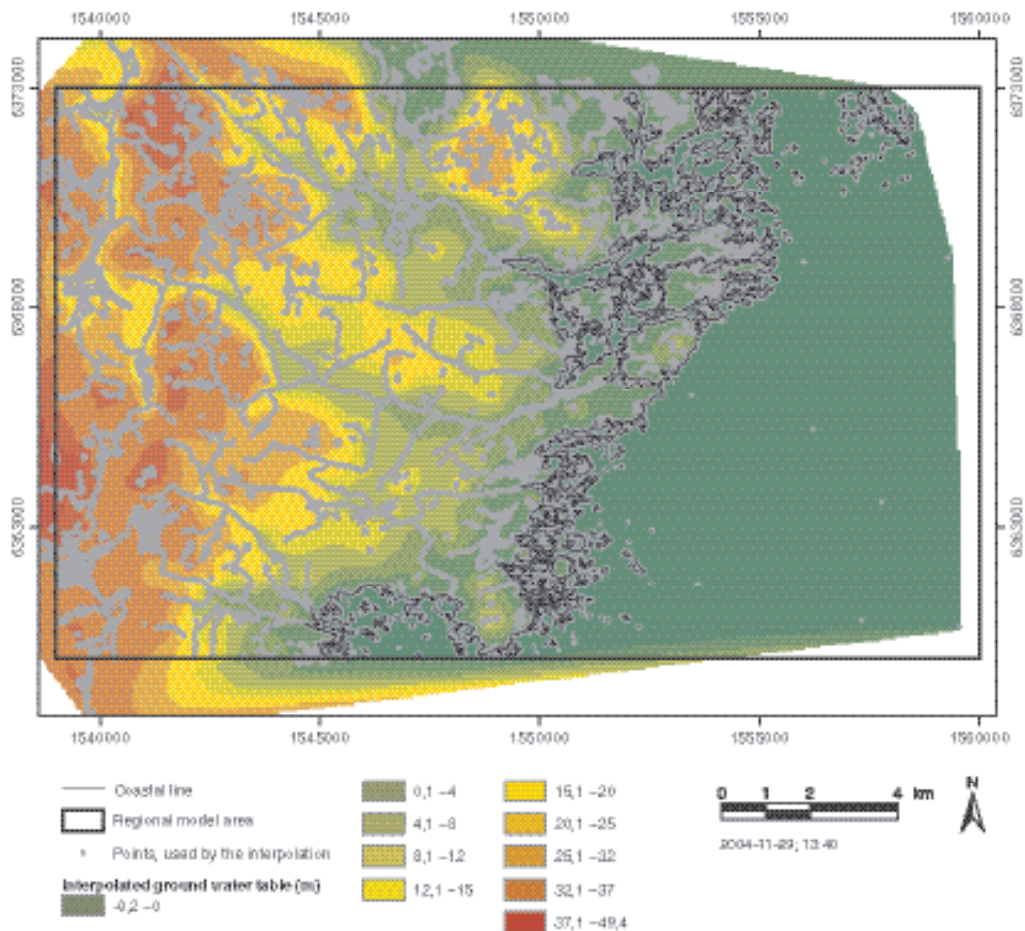 1540000 1545000 1550000 1555000 1560000
6373000 6373000
6368000 6368000
6363000 6363000
1540000 1545000 1550000 1555000 1560000
Coastal line
Regional model area
Points, used by the interpolation
Interpolated ground water table (m)
-0,2 –0
0,1 –4
4,1 –8
8,1 –12
12,1 –15
15,1 –20
20,1 –25
25,1 –32
32,1 –37
37,1 –49,4
0 1 2 4 km
2004-11-29; 13:40
N